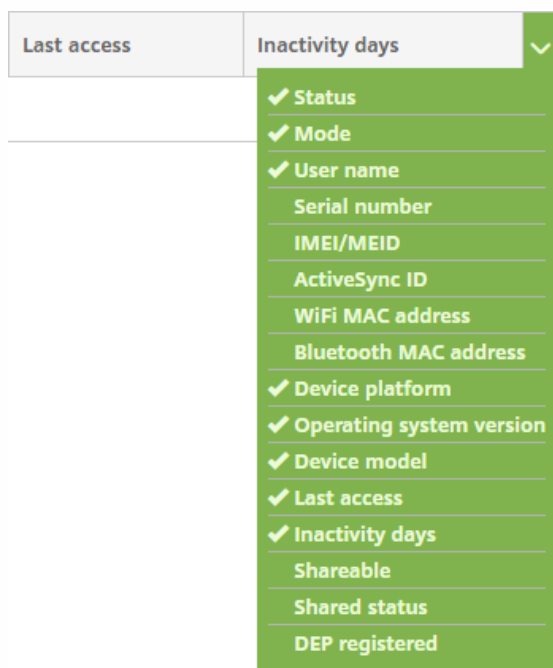 Last access Inactivity days
Status
Mode
User name
Serial number
IMEI/MEID
ActiveSync ID
WiFi MAC address
Bluetooth MAC address
Device platform
Operating system version
Device model
Last access
Inactivity days
Shareable
Shared status
DEP registered